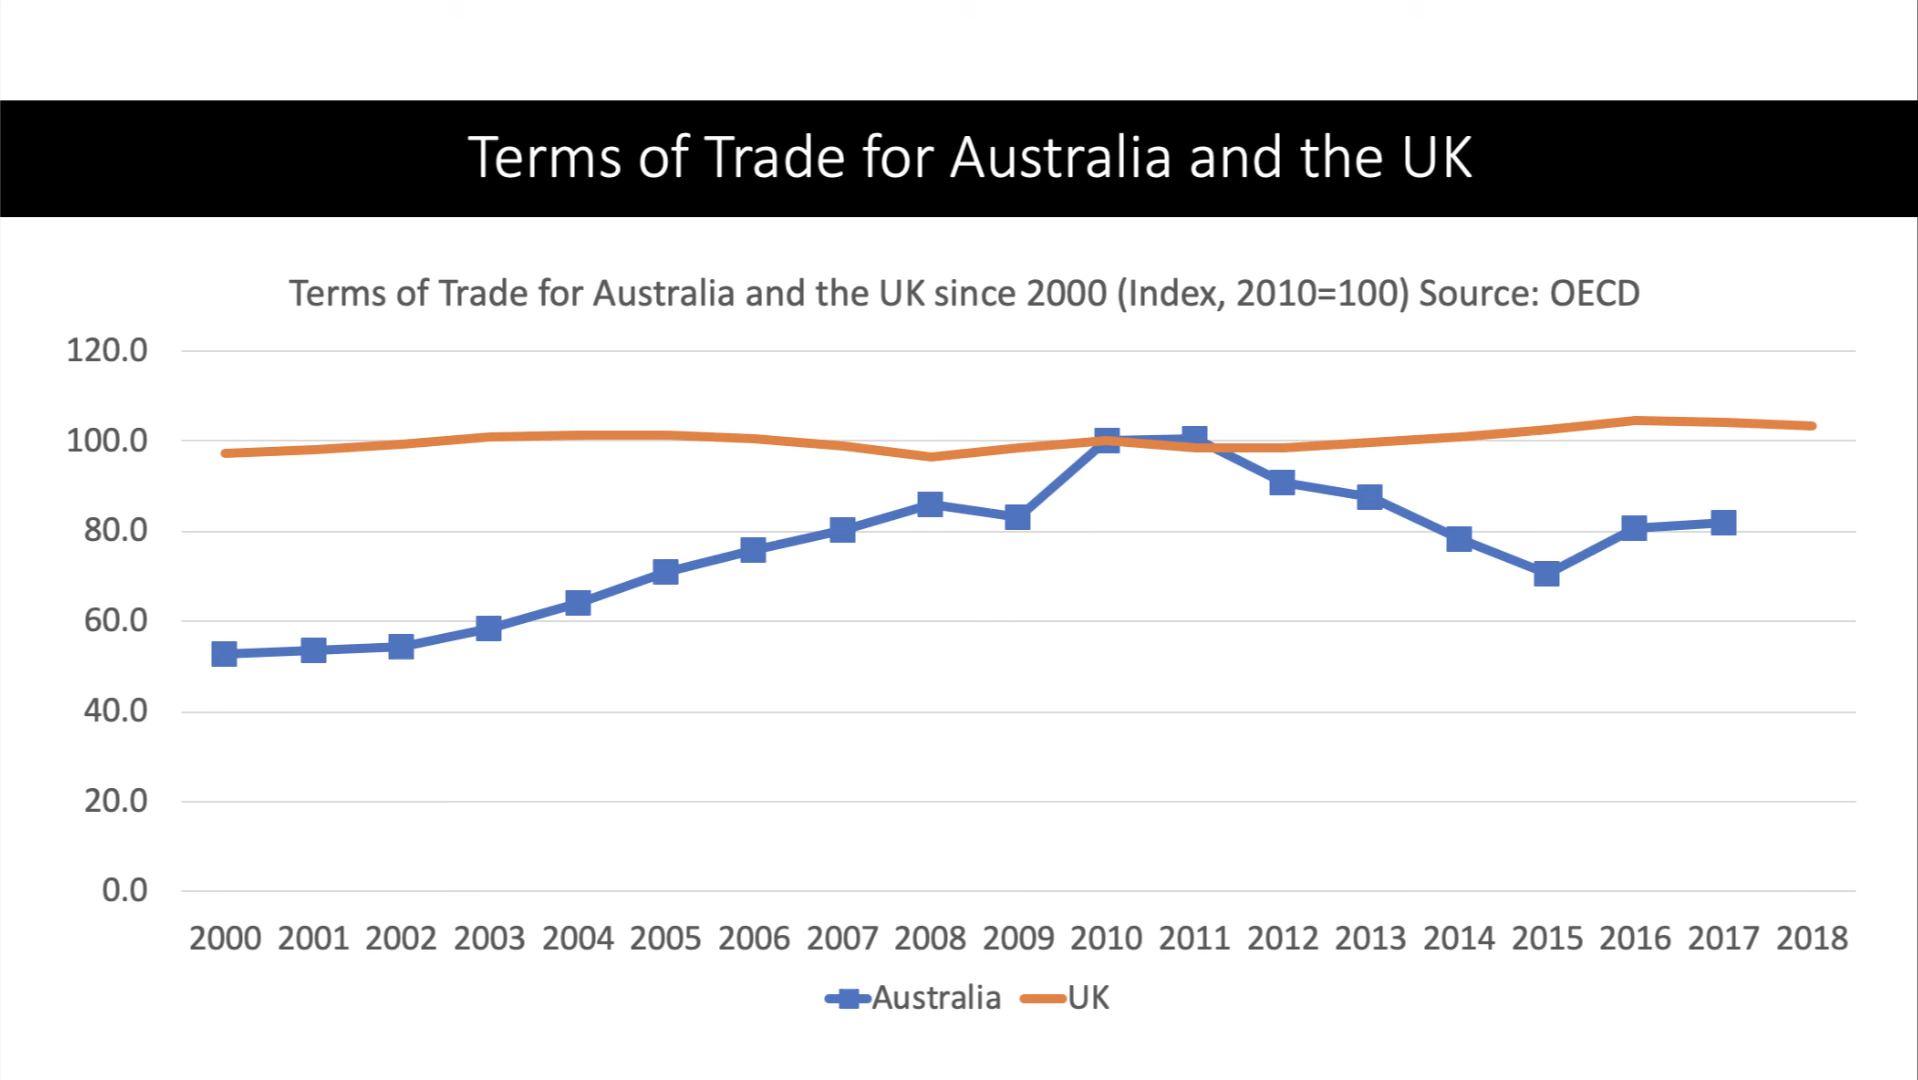 Terms of Trade for Australia and the UK
Terms of Trade for Australia and the UK since 2000 (Index, 2010=100) Source: OECD
120.0
100.0
80.0
60.0
40.0
20.0
0.0
2000 2001 2002 2003 2004 2005 2006 2007 2008 2009 2010 2011 2012 2013 2014 2015 2016 2017 2018
Australia UK